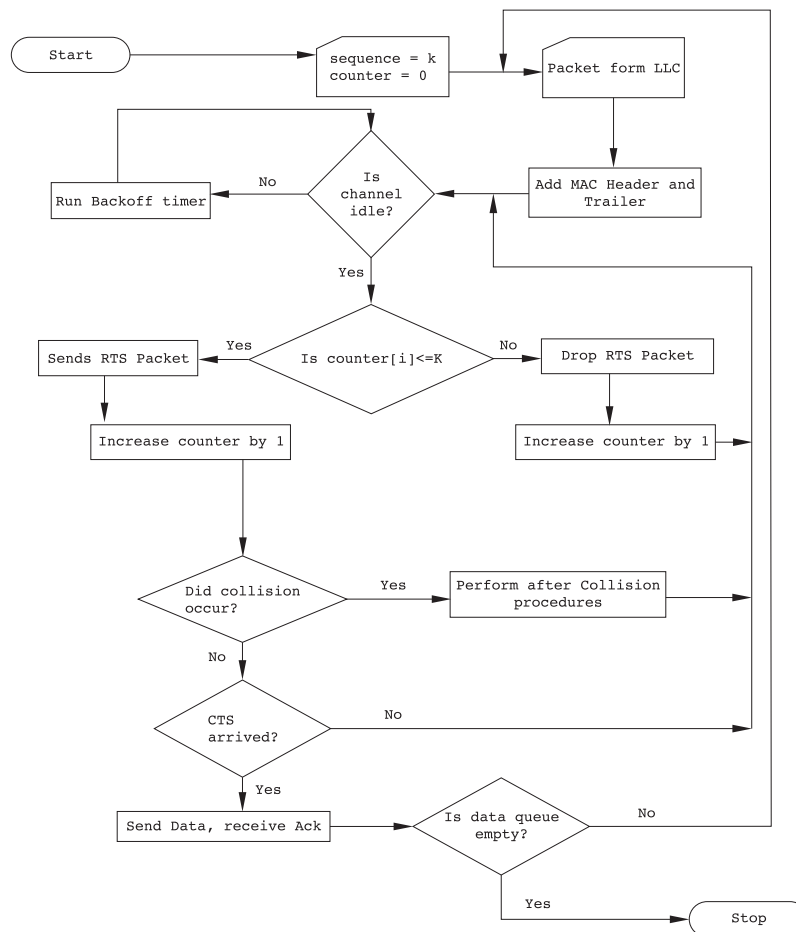 Start
sequence = k
counter = 0
Packet form LLC
Is
channel
idle?
No
Run Backoff timer
Add MAC Header and
Trailer
Yes
Is counter[i]<=K
Yes
No
Sends RTS Packet
Drop RTS Packet
Increase counter by 1
Increase counter by 1
Did collision
occur?
Yes
Perform after Collision
procedures
No
CTS
arrived?
No
Yes
Send Data, receive Ack
Is data queue
empty?
No
Yes
Stop